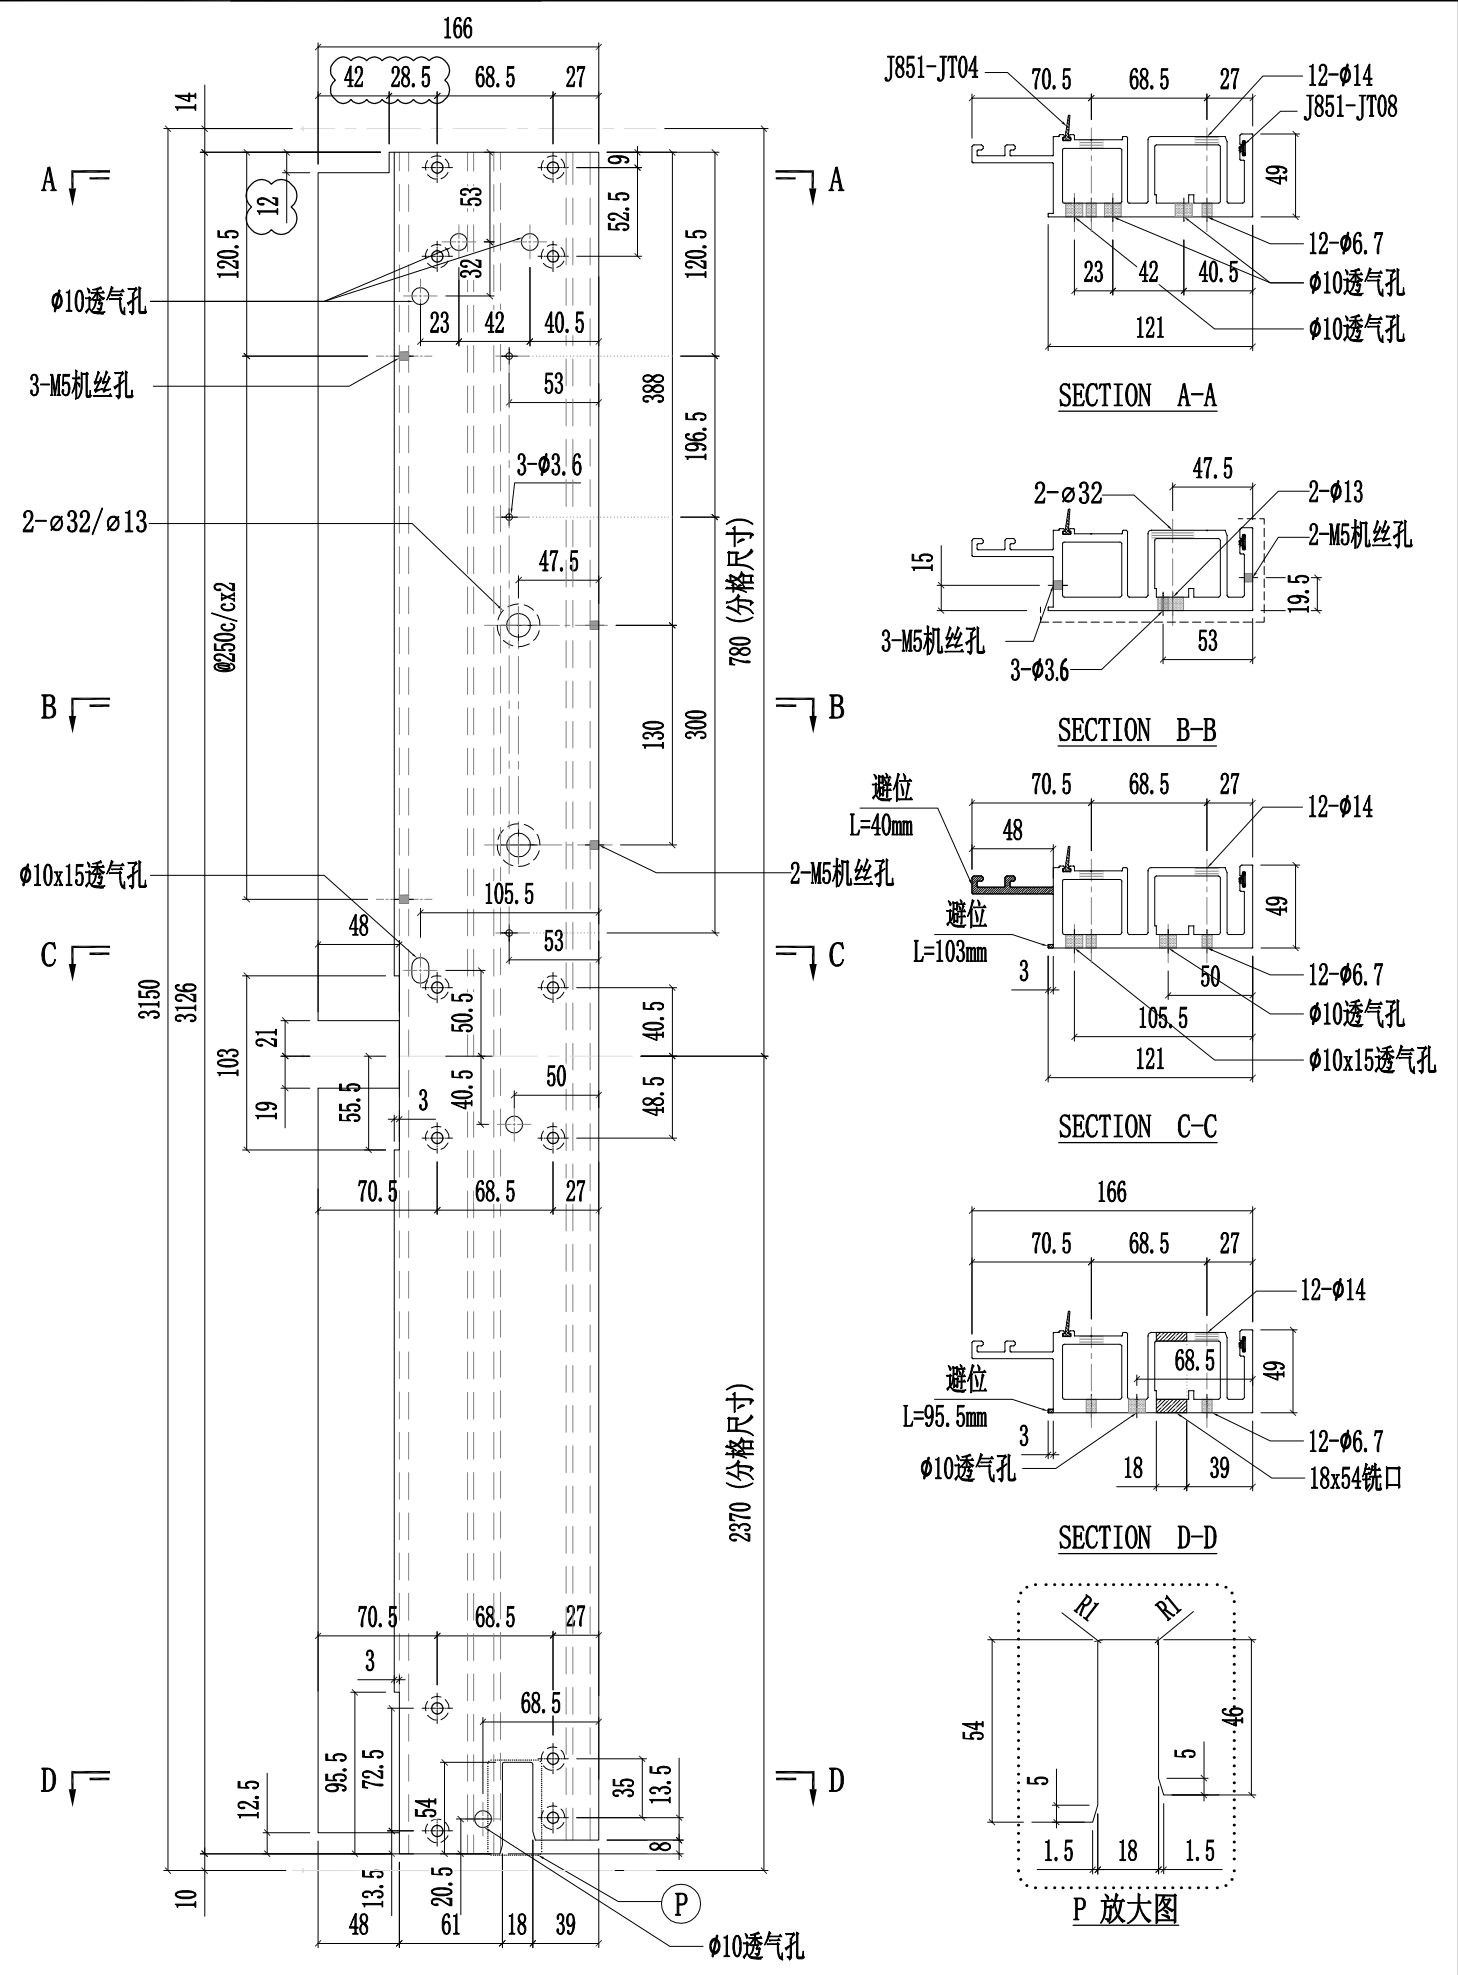 166
42
28.5
68.5
27
14
A
A
12
120.5
53
9
52.5
120.5
32
ϕ10透气孔
23
42
40.5
3-M5机丝孔
53
388
196.5
3-ϕ3.6
2-⌀32/⌀13
47.5
780 (分格尺寸)
@250c/cx2
B
B
130
300
ϕ10x15透气孔
2-M5机丝孔
105.5
48
53
C
C
3150
3126
21
103
50.5
40.5
19
55.5
3
40.5
50
48.5
70.5
68.5
27
2370 (分格尺寸)
70.5
68.5
27
3
68.5
D
D
12.5
95.5
72.5
54
35
13.5
8
10
13.5
20.5
P
48
61
18
39
ϕ10透气孔
J851-JT04
70.5
68.5
27
12-ϕ14
J851-JT08
49
12-ϕ6.7
23
42
40.5
ϕ10透气孔
121
ϕ10透气孔
SECTION A-A
47.5
2-⌀32
2-ϕ13
2-M5机丝孔
15
19.5
3-M5机丝孔
53
3-ϕ3.6
SECTION B-B
避位
L=40mm
70.5
68.5
27
12-ϕ14
48
避位
L=103mm
49
3
12-ϕ6.7
50
ϕ10透气孔
105.5
121
ϕ10x15透气孔
SECTION C-C
166
70.5
68.5
27
12-ϕ14
68.5
49
避位
L=95.5mm
3
12-ϕ6.7
ϕ10透气孔
18
39
18x54铣口
SECTION D-D
R1
R1
54
46
5
5
1.5
18
1.5
P 放大图